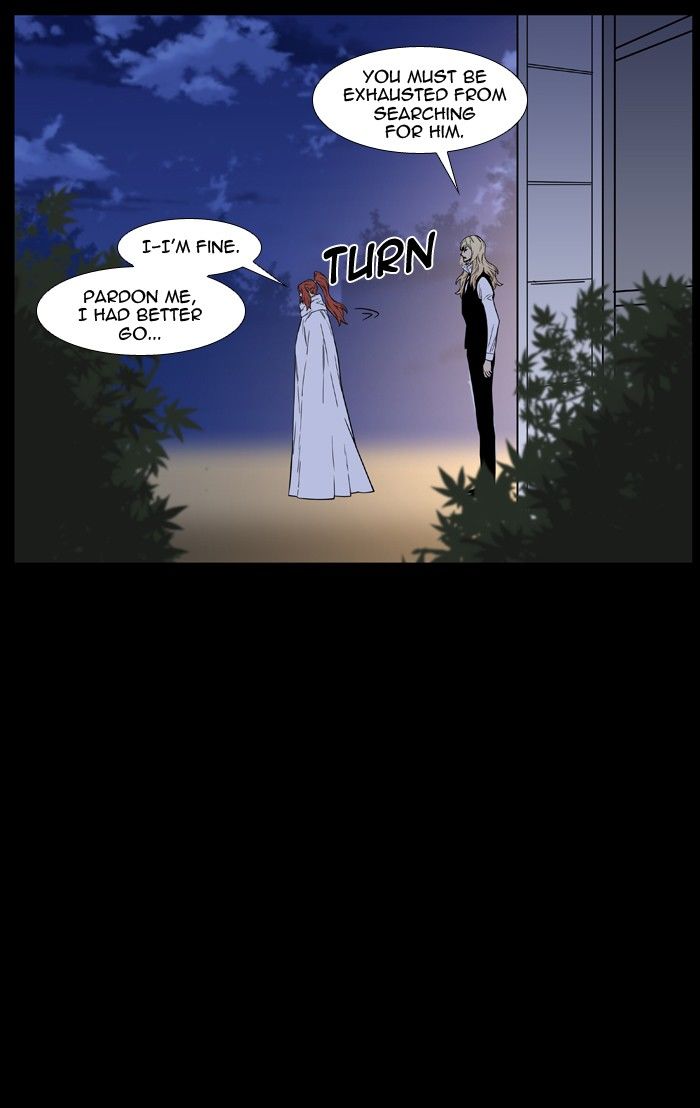 YOU MUST BE
EXHAUSTED FROM
SEARCHING
FOR HIM.
I-I'M FINE.
TURN
PARDON ME,
I HAD BETTER
GO...